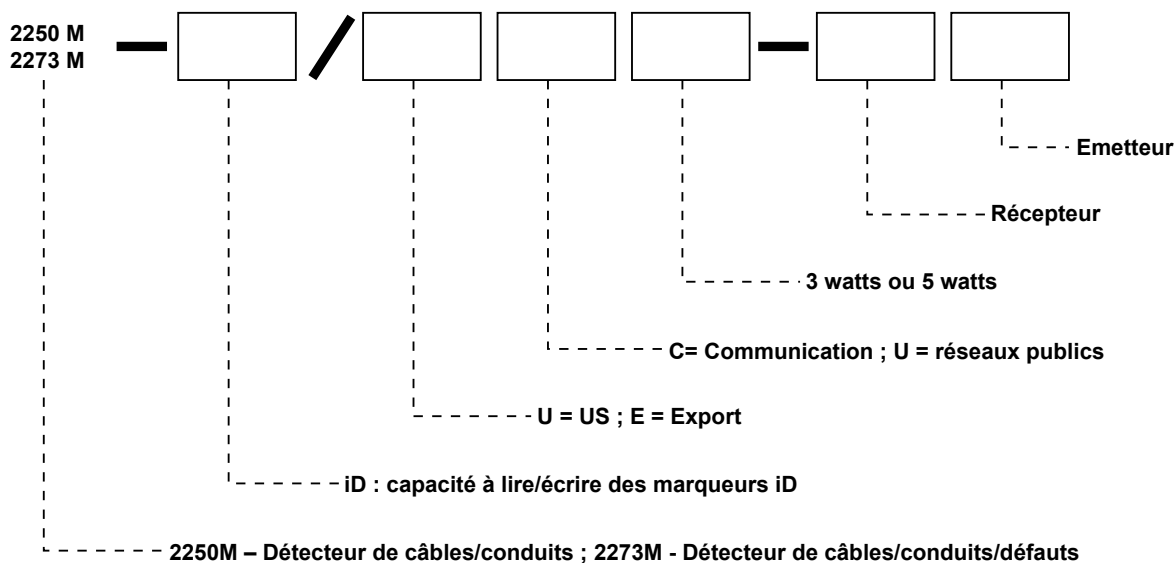 2250 M
2273 M
Emetteur
Récepteur
3 watts ou 5 watts
C= Communication ; U = réseaux publics
U = US ; E = Export
iD : capacité à lire/écrire des marqueurs iD
2250M – Détecteur de câbles/conduits ; 2273M - Détecteur de câbles/conduits/défauts